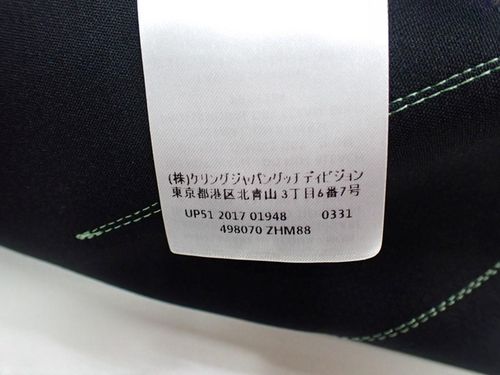 (株)ケリングジャパングッチ ディビジョン
東京都港区北青山3丁目6番7号
UP51 2017 01948 0331
498070 ZHM88